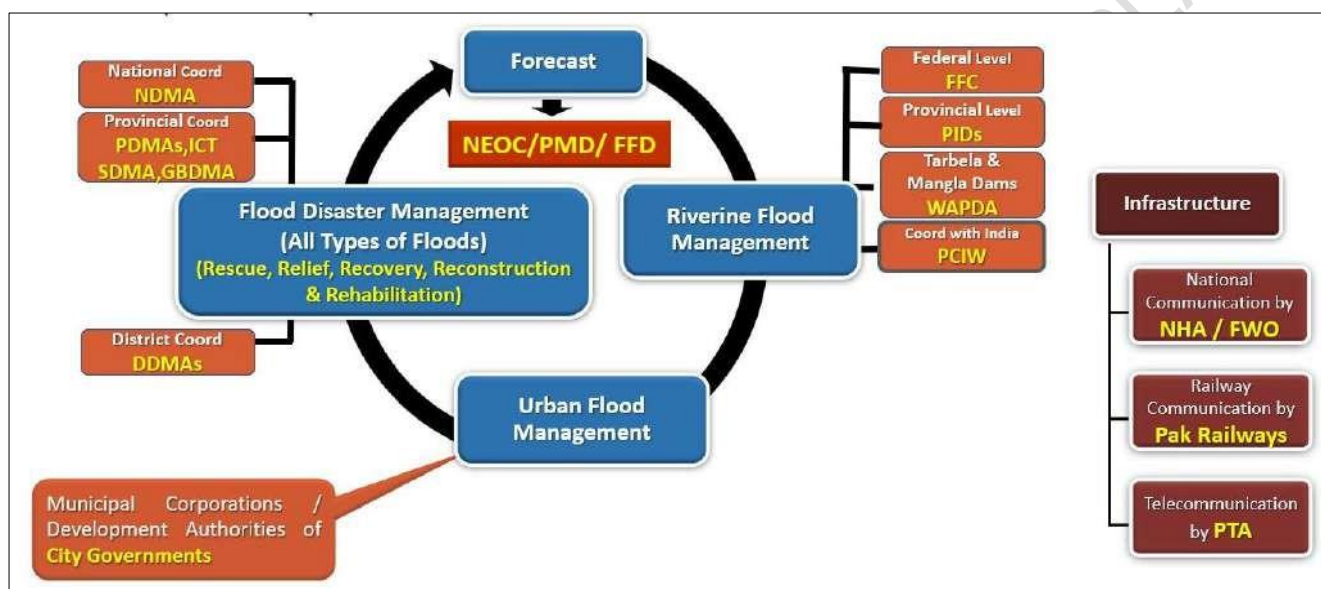 Forecast
NEOC/PMD/ FFD
National Coord
NDMA
Provincial Coord
PDMAs,ICT
SDMA,GBDMA
Flood Disaster Management
(All Types of Floods)
(Rescue, Relief, Recovery, Reconstruction
& Rehabilitation)
District Coord
DDMAs
Federal Level
FFC
Provincial Level
PIDs
Tarbela &
Mangla Dams
WAPDA
Coord with India
PCIW
Riverine Flood
Management
Urban Flood
Management
Municipal Corporations /
Development Authorities of
City Governments
Infrastructure
National
Communication by
NHA / FWO
Railway
Communication by
Pak Railways
Telecommunication
by PTA